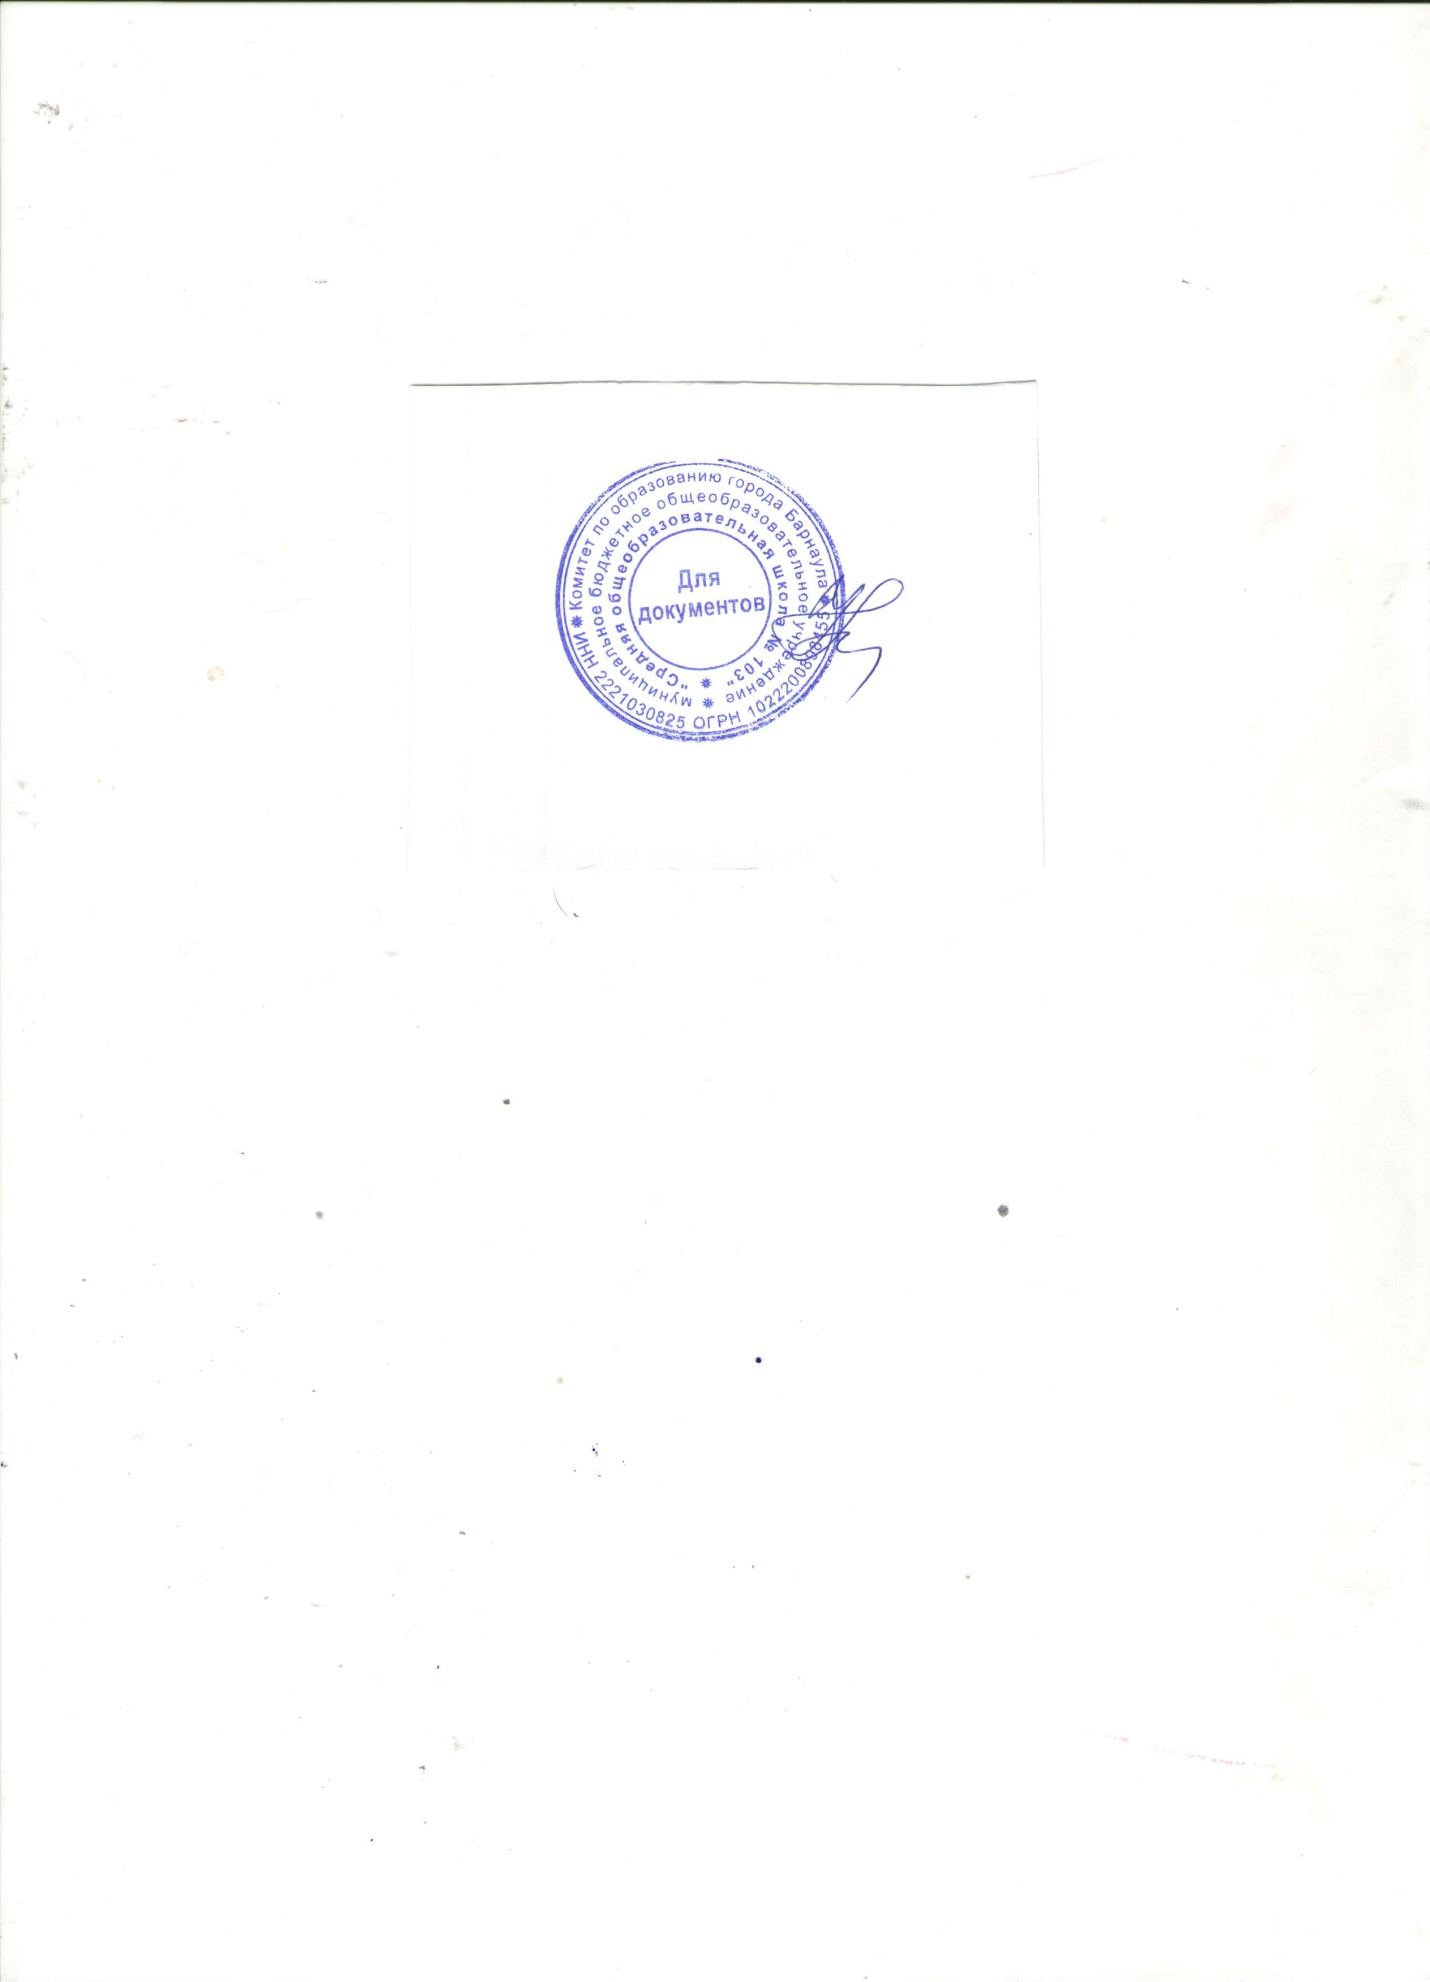 Комитет по образованию города Барнаула
ИНН 2221030825 ОГРН
муниципальное бюджетное общеобразовательное учреждение
"Средняя общеобразовательная школа № 103"
Для
документов